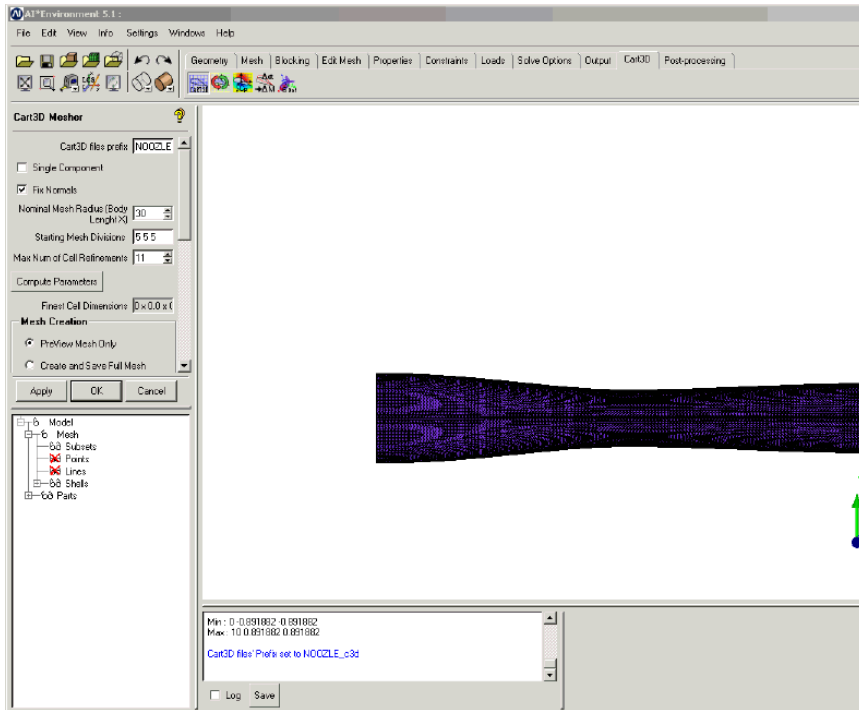 AI*Environment 5.1 :
File Edit View Info Settings Windows Help
Geometry Mesh Blocking Edit Mesh Properties Constraints Loads Solve Options Output Cart3D Post-processing
Cart3D Mesher
Cart3D files prefix NOOZLE
Single Component
Fix Normals
Nominal Mesh Radius (Body
Lenght X) 30
Starting Mesh Divisions 5 5 5
Max Num of Cell Refinements 11
Compute Parameters
Finest Cell Dimensions 0 x 0.0 x (
Mesh Creation
PreView Mesh Only
Create and Save Full Mesh
Apply OK Cancel
Model
Mesh
Subsets
Points
Lines
Shells
Parts
Min : 0 -0.891882 -0.891882
Max : 10 0.891882 0.891882
Cart3D files' Prefix set to NOOZLE_c3d
Log Save